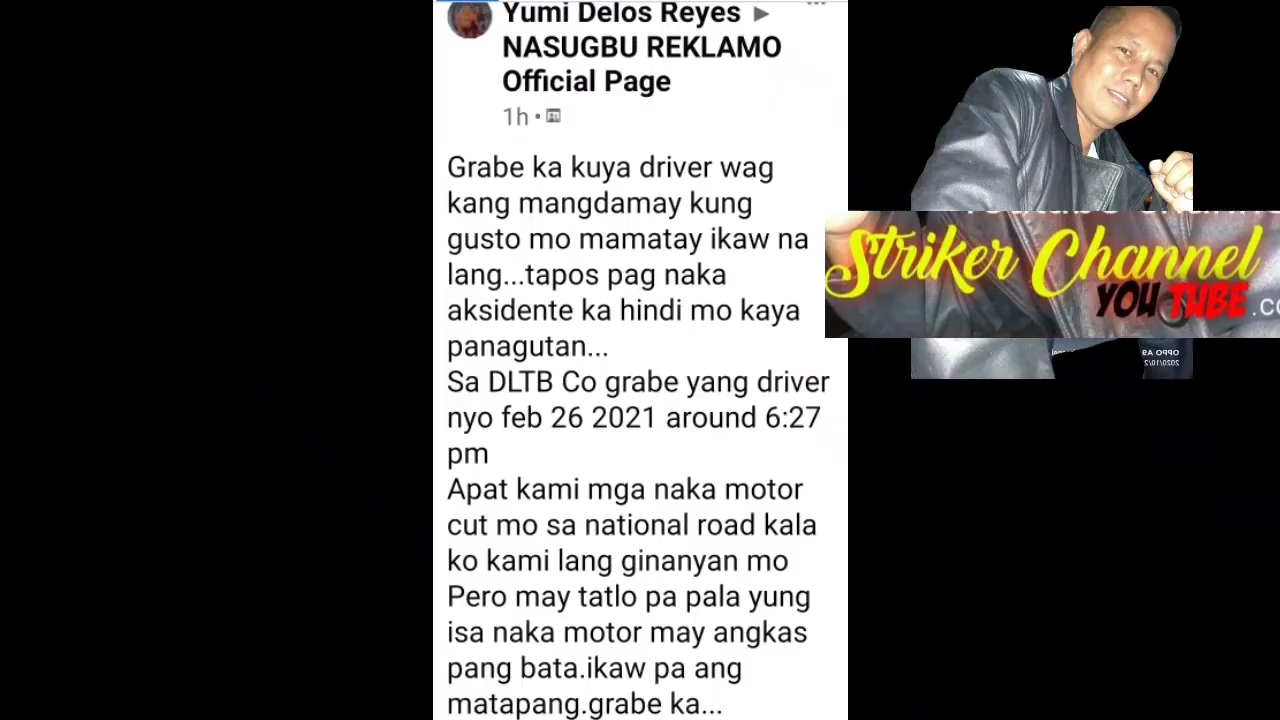 Yumi Delos Reyes ▶
NASUGBU REKLAMO
Official Page
1h •
Grabe ka kuya driver wag
kang mangdamay kung
gusto mo mamatay ikaw na
lang...tapos pag naka
aksidente ka hindi mo kaya
panagutan...
Sa DLTB Co grabe yang driver
nyo feb 26 2021 around 6:27
pm
Apat kami mga naka motor
cut mo sa national road kala
ko kami lang ginanyan mo
Pero may tatlo pa pala yung
isa naka motor may angkas
pang bata.ikaw pa ang
matapang.grabe ka...
Striker Channel
YOUTUBE.co
OPPO A9